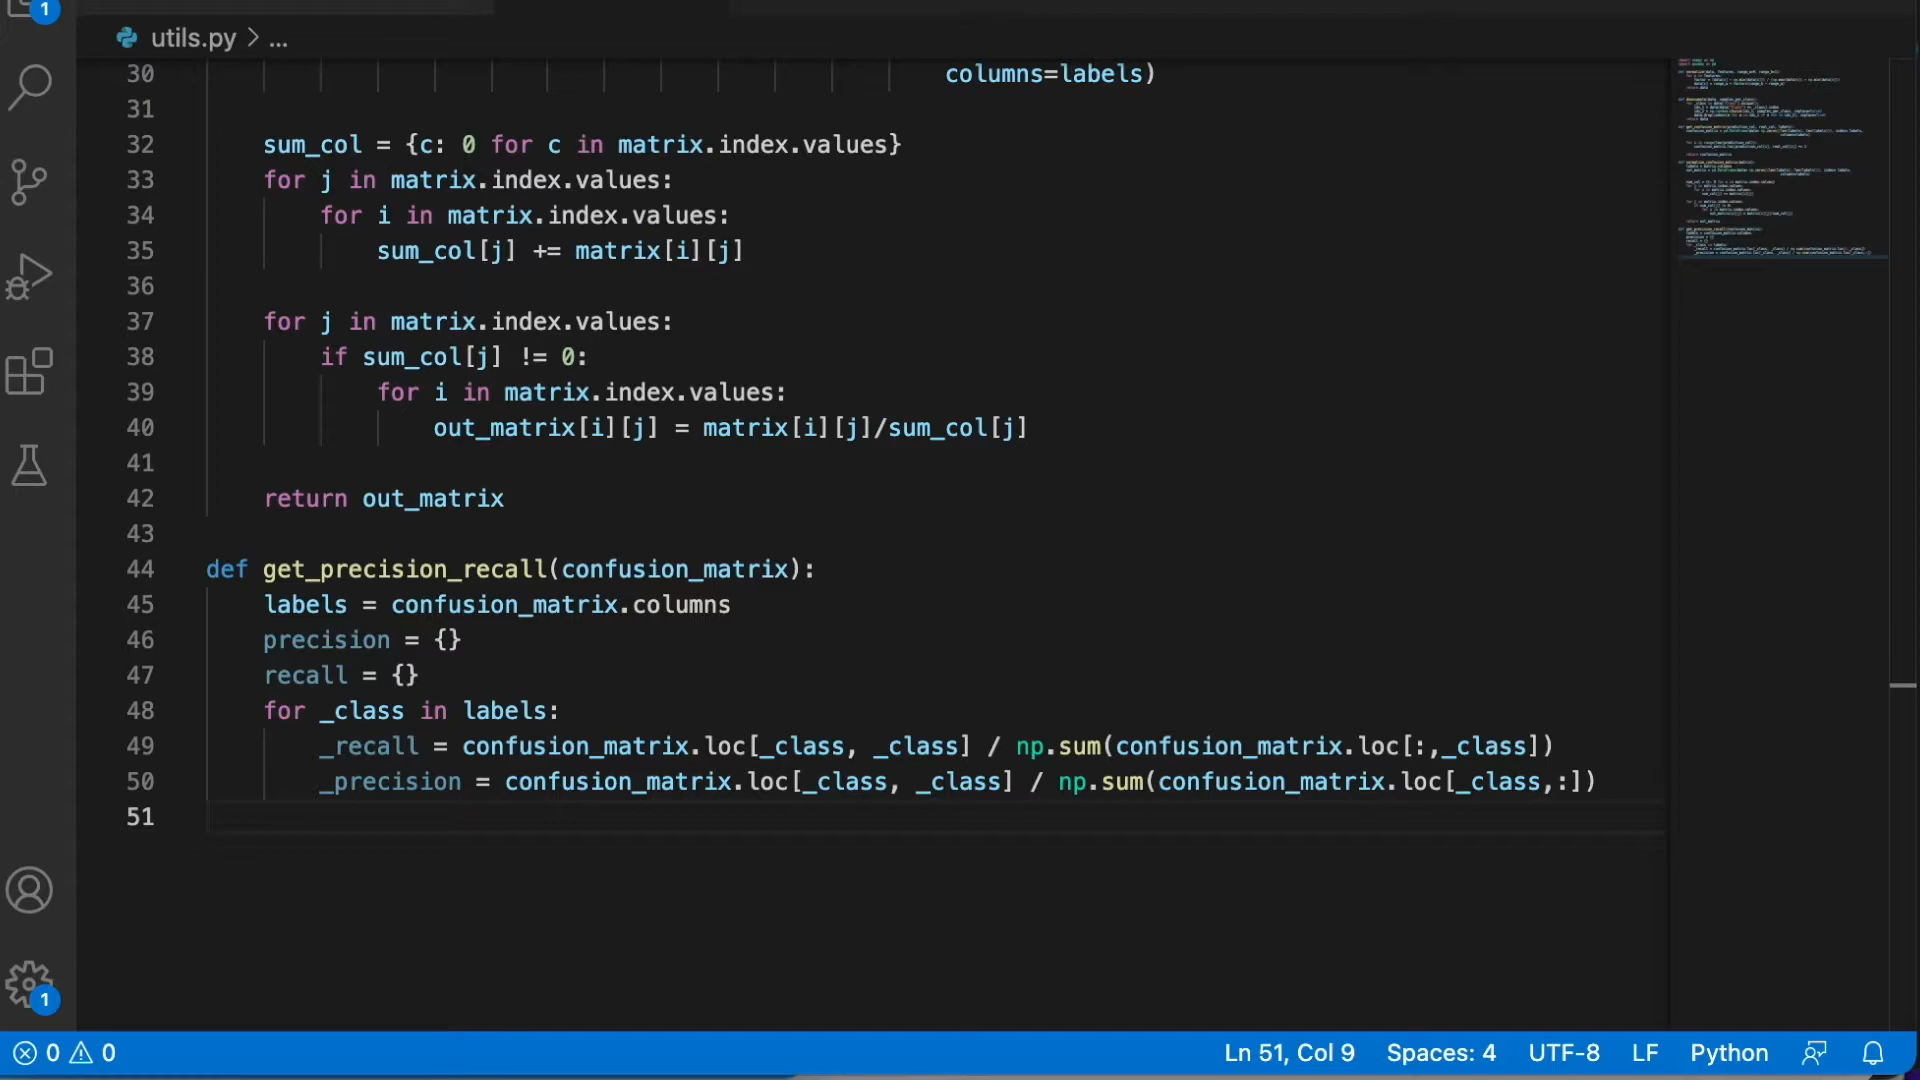 1
utils.py > ...
30 columns=labels)
31
32 sum_col = {c: 0 for c in matrix.index.values}
33 for j in matrix.index.values:
34 for i in matrix.index.values:
35 sum_col[j] += matrix[i][j]
36
37 for j in matrix.index.values:
38 if sum_col[j] != 0:
39 for i in matrix.index.values:
40 out_matrix[i][j] = matrix[i][j]/sum_col[j]
41
42 return out_matrix
43
44 def get_precision_recall(confusion_matrix):
45 labels = confusion_matrix.columns
46 precision = {}
47 recall = {}
48 for _class in labels:
49 _recall = confusion_matrix.loc[_class, _class] / np.sum(confusion_matrix.loc[:,_class])
50 _precision = confusion_matrix.loc[_class, _class] / np.sum(confusion_matrix.loc[_class,:])
51
1
0 0 Ln 51, Col 9 Spaces: 4 UTF-8 LF Python